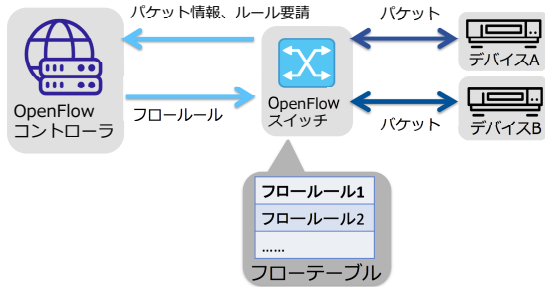 パケット情報、ルール要請
パケット
デバイスA
OpenFlow
コントローラ
フロールール
OpenFlow
スイッチ
パケット
デバイスB
フロールール1
フロールール2
......
フローテーブル